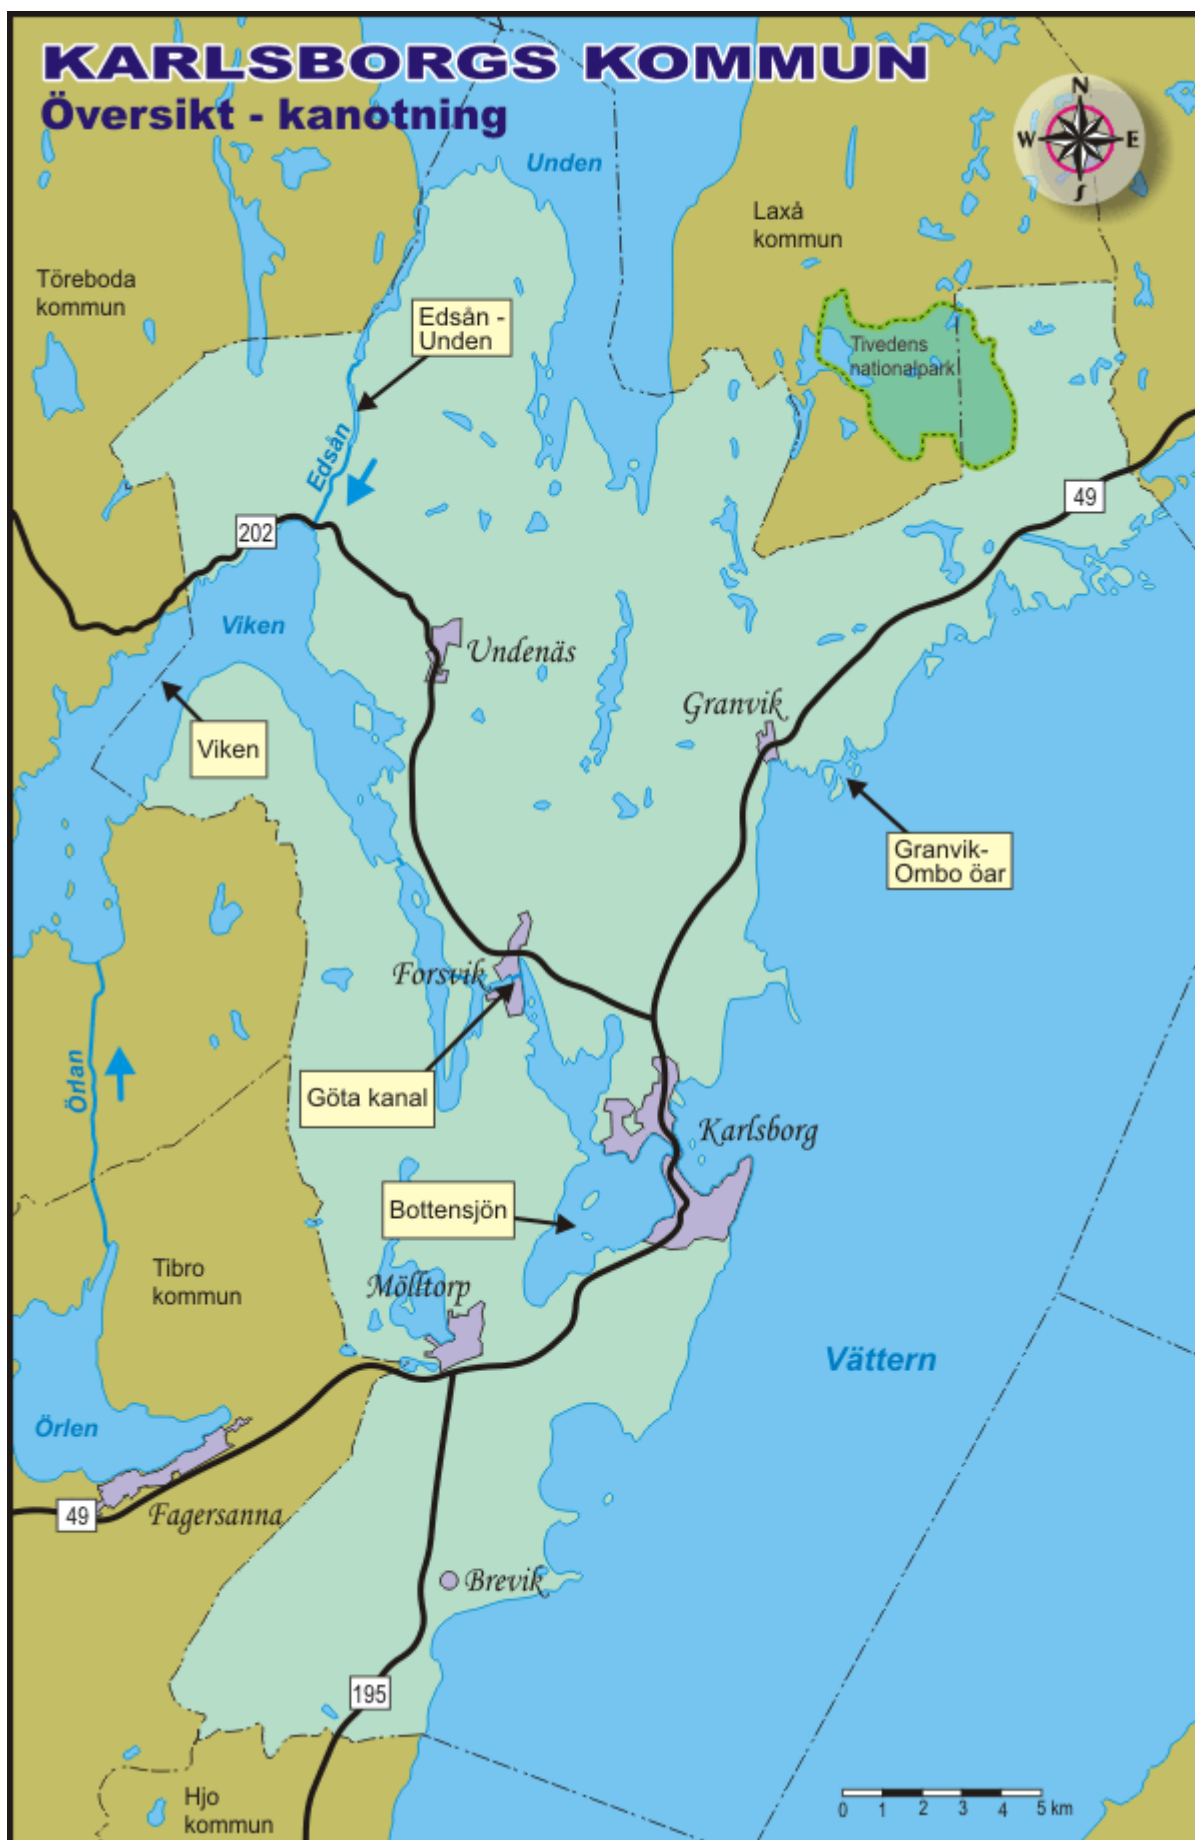 KARLSBORGS KOMMUN
Översikt - kanotning
N
W
E
S
Unden
Laxå
kommun
Töreboda
kommun
Edsån -
Unden
Tivedens
nationalpark
Edsån
49
202
Viken
Undenäs
Granvik
Viken
Granvik-
Ombo öar
Forsvik
Örlan
Göta kanal
Karlsborg
Bottensjön
Tibro
kommun
Mölltorp
Vättern
Örlen
49
Fagersanna
Brevik
195
Hjo
kommun
0 1 2 3 4 5 km